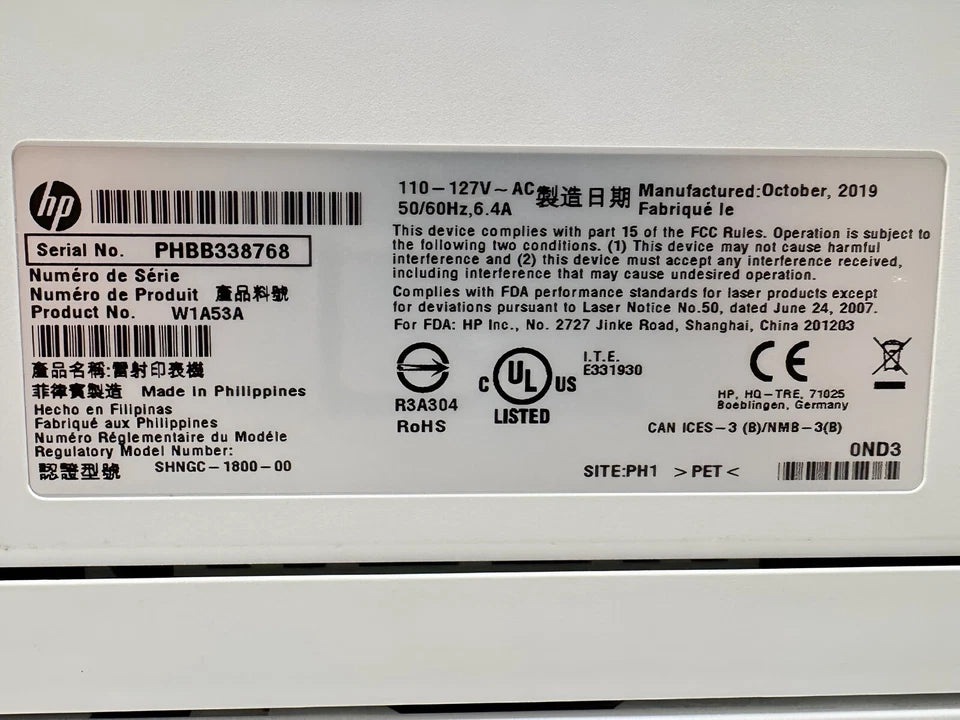 hp
Serial No. PHBB338768
Numéro de Série
Numéro de Produit 產品料號
Product No. W1A53A
產品名稱:雷射印表機
菲律賓製造 Made in Philippines
Hecho en Filipinas
Fabriqué aux Philippines
Numéro Réglementaire du Modéle
Regulatory Model Number:
認證型號 SHNGC-1800-00
110-127V~AC
50/60Hz,6.4A
製造日期 Manufactured:October, 2019
Fabriqué le
This device complies with part 15 of the FCC Rules. Operation is subject to
the following two conditions. (1) This device may not cause harmful
interference and (2) this device must accept any interference received,
including interference that may cause undesired operation.
Complies with FDA performance standards for laser products except
for deviations pursuant to Laser Notice No.50, dated June 24, 2007.
For FDA: HP Inc., No. 2727 Jinke Road, Shanghai, China 201203
R3A304
RoHS
C UL US
LISTED
I.T.E.
E331930
CE
HP, HQ-TRE, 71025
Boeblingen, Germany
CAN ICES-3 (B)/NMB-3(B)
0ND3
SITE:PH1 >PET<